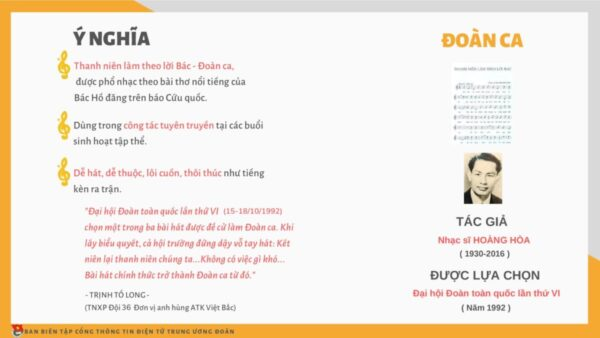 Ý NGHĨA
Thanh niên làm theo lời Bác - Đoàn ca,
được phổ nhạc theo bài thơ nổi tiếng của
Bác Hồ đăng trên báo Cứu quốc.
Dùng trong công tác tuyên truyền tại các buổi
sinh hoạt tập thể.
Dễ hát, dễ thuộc, lôi cuốn, thôi thúc như tiếng
kèn ra trận.
"Đại hội Đoàn toàn quốc lần thứ VI (15-18/10/1992)
chọn một trong ba bài hát được đề cử làm Đoàn ca. Khi
lấy biểu quyết, cả hội trường đứng dậy vỗ tay hát: Kết
niên lại thanh niên chúng ta...Không có việc gì khó...
Bài hát chính thức trở thành Đoàn ca từ đó."
- TRỊNH TỐ LONG -
(TNXP Đội 36 Đơn vị anh hùng ATK Việt Bắc)
BAN BIÊN TẬP CỔNG THÔNG TIN ĐIỆN TỬ TRUNG ƯƠNG ĐOÀN
ĐOÀN CA
THANH NIÊN LÀM THEO LỜI BÁC
TÁC GIẢ
Nhạc sĩ HOÀNG HÒA
( 1930-2016 )
ĐƯỢC LỰA CHỌN
Đại hội Đoàn toàn quốc lần thứ VI
( Năm 1992 )